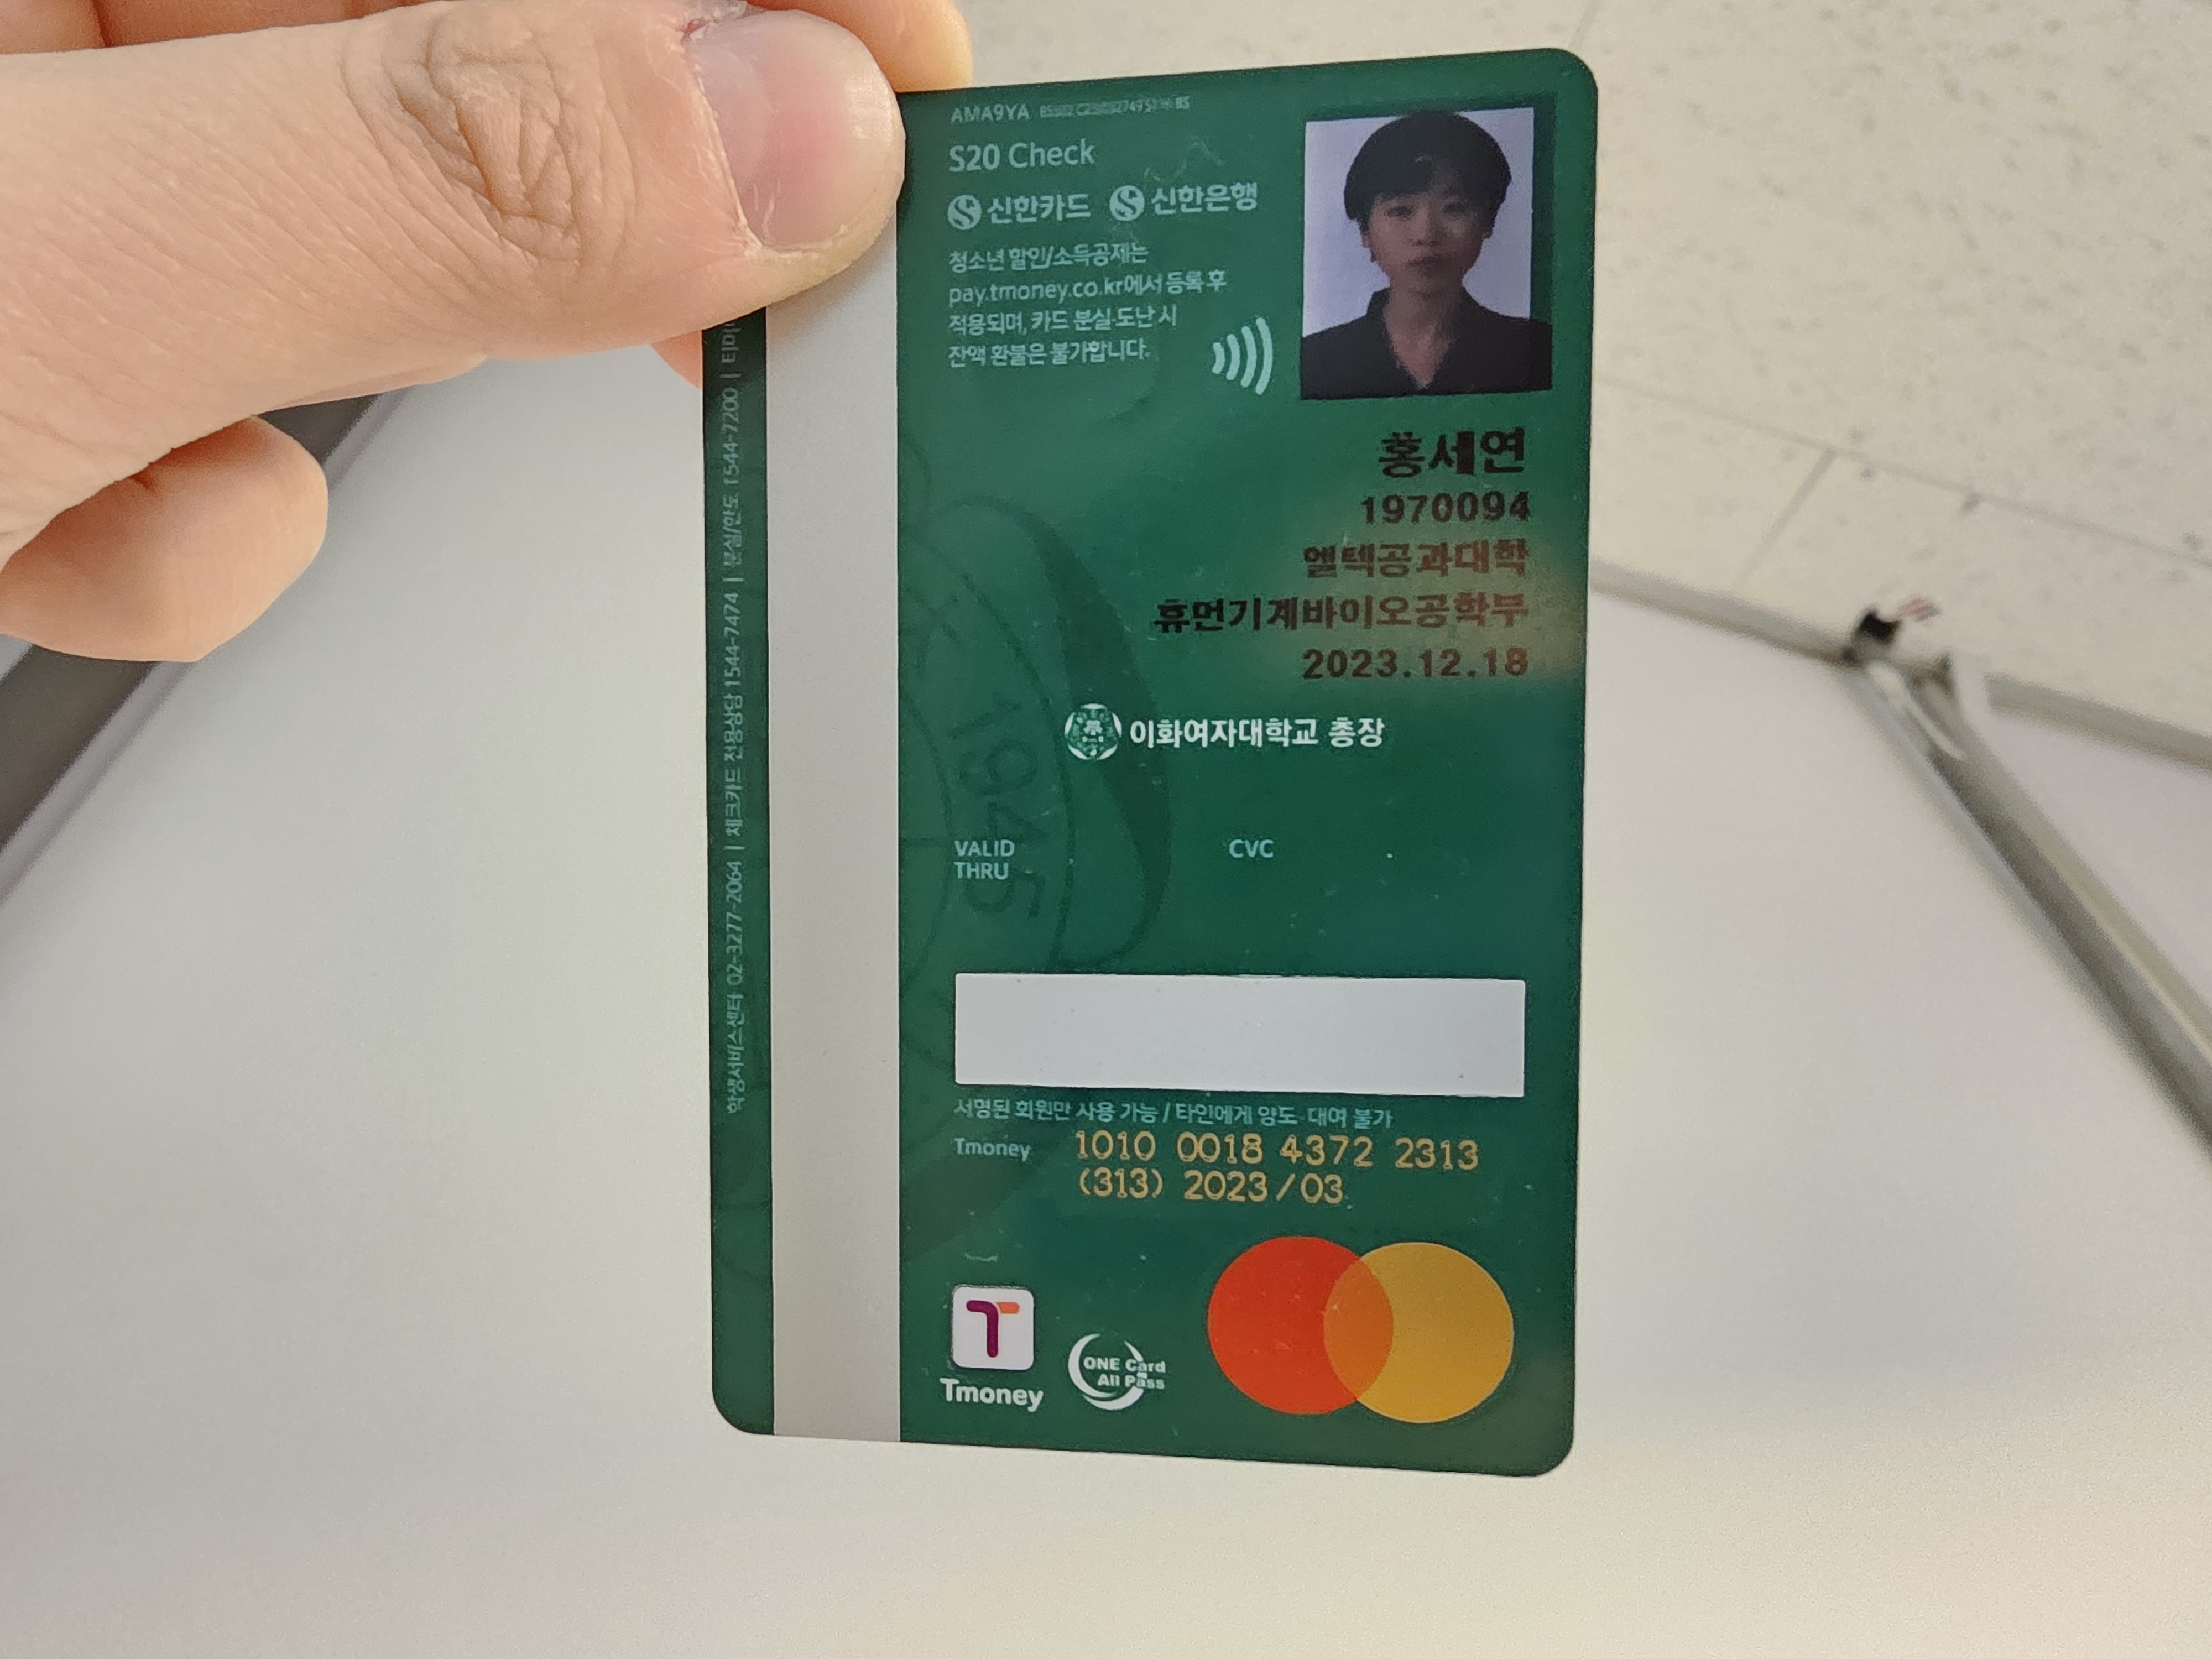 AMA9YA
S20 Check
신한카드 신한은행
청소년 할인/소득공제는
pay.tmoney.co.kr에서 등록 후
적용되며, 카드 분실·도난 시
잔액 환불은 불가합니다.
홍세연
1970094
엘텍공과대학
휴먼기계바이오공학부
2023.12.18
이화여자대학교 총장
1945
VALID
THRU
CVC
서명된 회원만 사용 가능 / 타인에게 양도·대여 불가
Tmoney 1010 0018 4372 2313
(313) 2023/03
T
Tmoney
ONE Card
All Pass
학생서비스센터 02-3277-2064 | 체크카드 전용상담 1544-7474 | 분실/한도 1544-7200 |